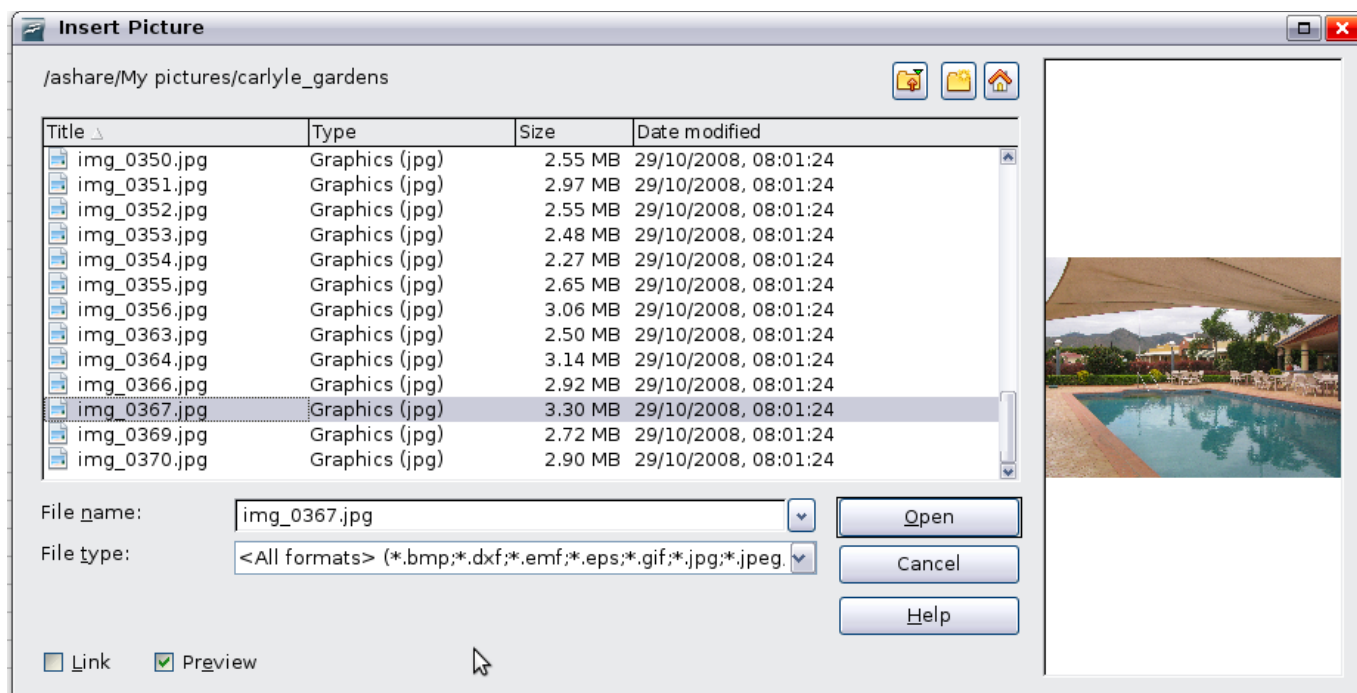 Insert Picture
/ashare/My pictures/carlyle_gardens
Title Type Size Date modified
img_0350.jpg Graphics (jpg) 2.55 MB 29/10/2008, 08:01:24
img_0351.jpg Graphics (jpg) 2.97 MB 29/10/2008, 08:01:24
img_0352.jpg Graphics (jpg) 2.55 MB 29/10/2008, 08:01:24
img_0353.jpg Graphics (jpg) 2.48 MB 29/10/2008, 08:01:24
img_0354.jpg Graphics (jpg) 2.27 MB 29/10/2008, 08:01:24
img_0355.jpg Graphics (jpg) 2.65 MB 29/10/2008, 08:01:24
img_0356.jpg Graphics (jpg) 3.06 MB 29/10/2008, 08:01:24
img_0363.jpg Graphics (jpg) 2.50 MB 29/10/2008, 08:01:24
img_0364.jpg Graphics (jpg) 3.14 MB 29/10/2008, 08:01:24
img_0366.jpg Graphics (jpg) 2.92 MB 29/10/2008, 08:01:24
img_0367.jpg Graphics (jpg) 3.30 MB 29/10/2008, 08:01:24
img_0369.jpg Graphics (jpg) 2.72 MB 29/10/2008, 08:01:24
img_0370.jpg Graphics (jpg) 2.90 MB 29/10/2008, 08:01:24
File name: img_0367.jpg Open
File type: <All formats> (*.bmp;*.dxf;*.emf;*.eps;*.gif;*.jpg;*.jpeg; Cancel
Help
Link Preview